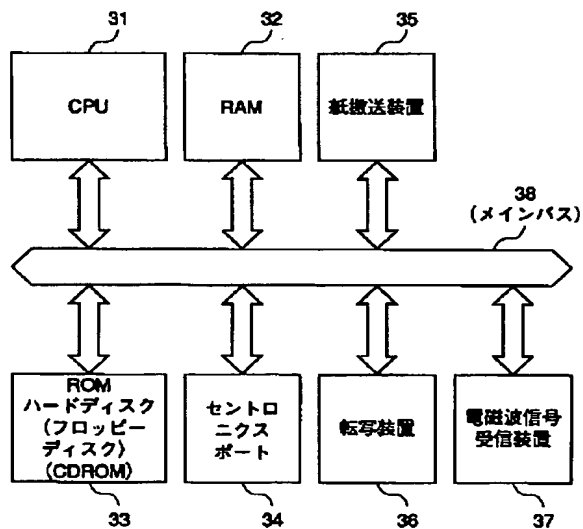 31
32
35
CPU
RAM
紙搬送装置
38
(メインバス)
ROM
ハードディスク
(フロッピー
ディスク)
(CDROM)
セントロ
ニクス
ポート
転写装置
電磁波信号
受信装置
33
34
36
37